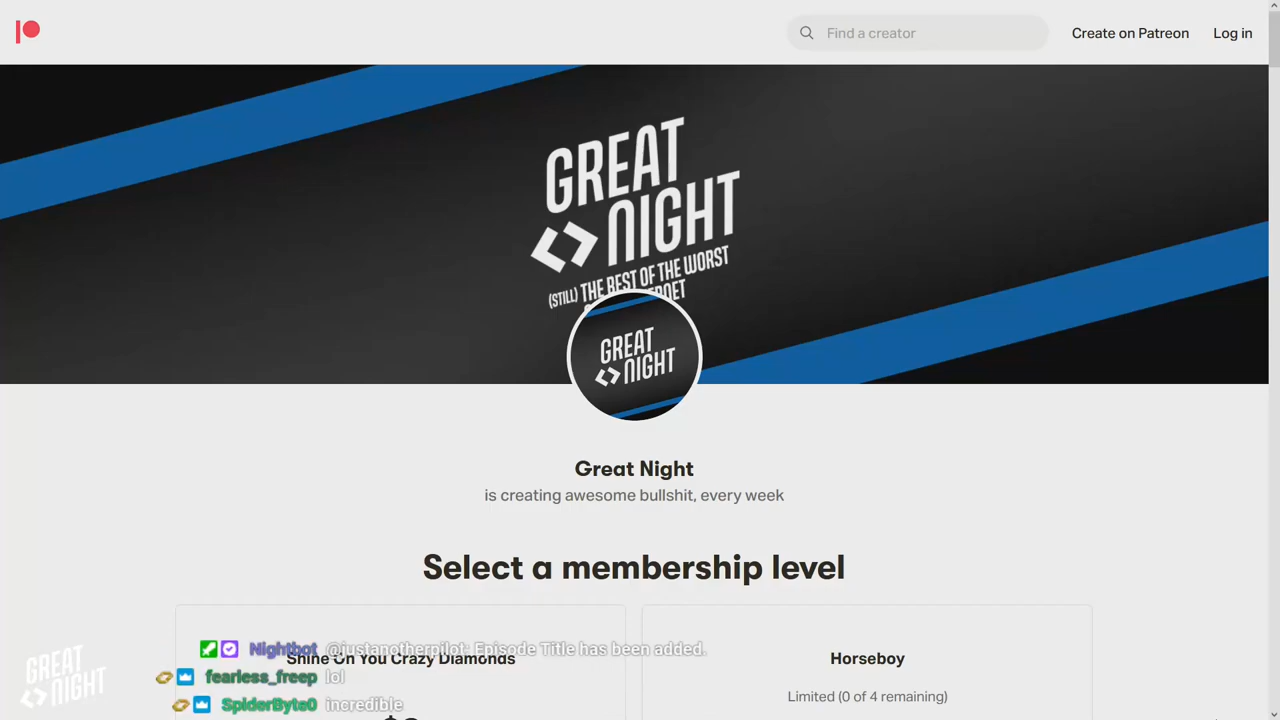 Find a creator
Create on Patreon
Log in
GREAT
NIGHT
(STILL) THE BEST OF THE WORST
GREAT
NIGHT
Great Night
is creating awesome bullshit, every week
Select a membership level
Nightbot @justanotherpilot: Episode Title has been added.
Shine On You Crazy Diamonds
Horseboy
fearless_freep lol
Limited (0 of 4 remaining)
SpiderByte0 incredible
GREAT
NIGHT